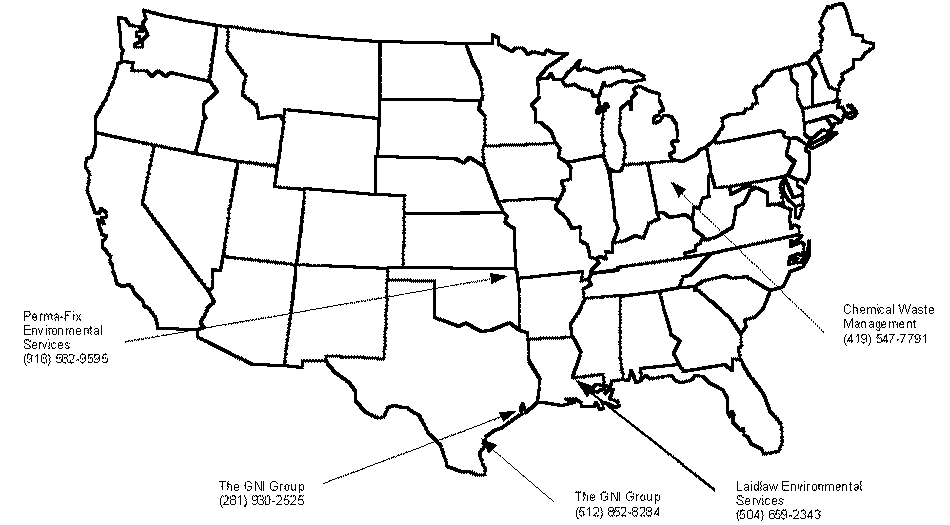 Perma-Fix
Environmental
Services
(918) 582-9595
Chemical Waste
Management
(419) 547-7791
The GNI Group
(281) 930-2525
The GNI Group
(512) 852-8284
Laidlaw Environmental
Services
(504) 659-2343